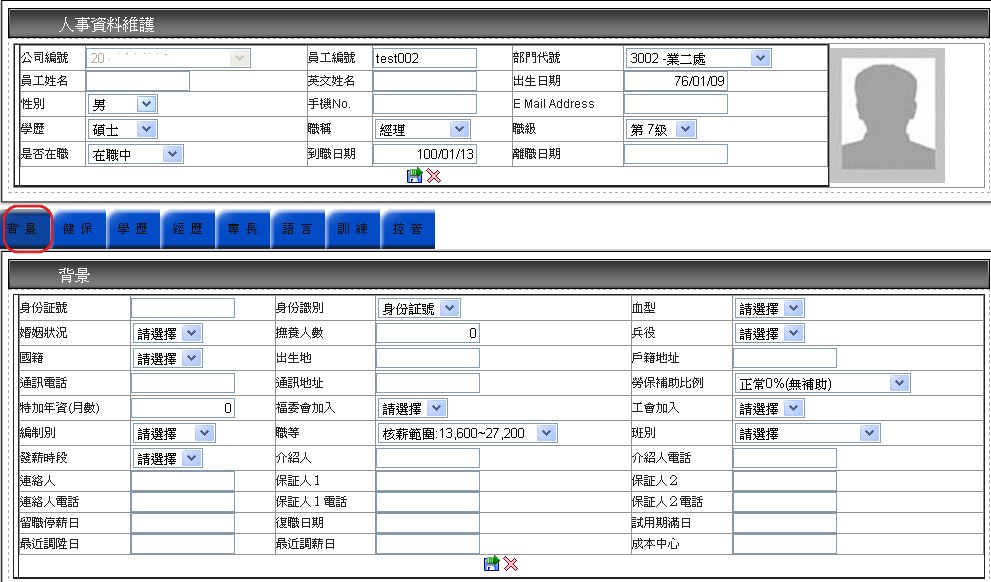 人事資料維護
公司編號 20 員工編號 test002 部門代號 3002 -業二處
員工姓名 英文姓名 出生日期 76/01/09
性別 男 手機No. E Mail Address
學歷 碩士 職稱 經理 職級 第 7級
是否在職 在職中 到職日期 100/01/13 離職日期
背 景 健 保 學 歷 經 歷 專 長 語 言 訓 練 控 管
背景
身份証號 身份識別 身份証號 血型 請選擇
婚姻狀況 請選擇 撫養人數 0 兵役 請選擇
國籍 請選擇 出生地 戶籍地址
通訊電話 通訊地址 勞保補助比例 正常0%(無補助)
特加年資(月數) 0 福委會加入 請選擇 工會加入 請選擇
編制別 請選擇 職等 核薪範圍:13,600~27,200 班別 請選擇
發薪時段 請選擇 介紹人 介紹人電話
連絡人 保証人1 保証人2
連絡人電話 保証人1電話 保証人2電話
留職停薪日 復職日期 試用期滿日
最近調陞日 最近調薪日 成本中心